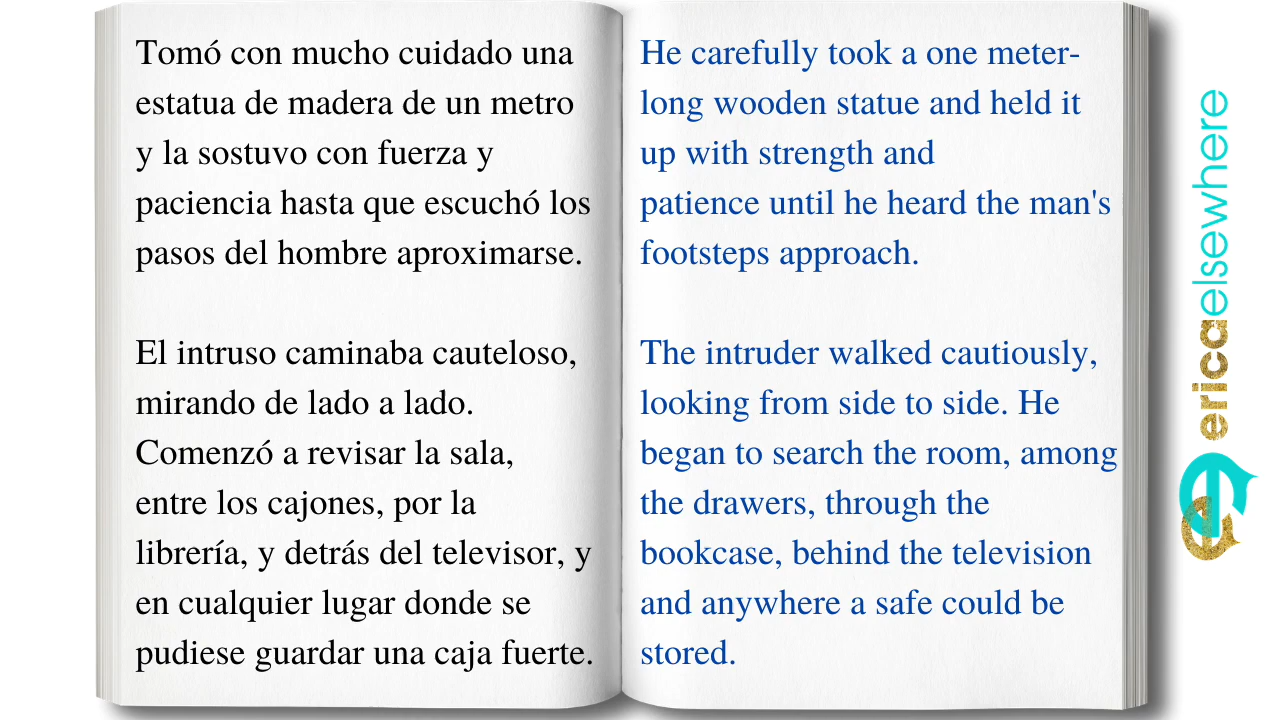 Tomó con mucho cuidado una
estatua de madera de un metro
y la sostuvo con fuerza y
paciencia hasta que escuchó los
pasos del hombre aproximarse.
El intruso caminaba cauteloso,
mirando de lado a lado.
Comenzó a revisar la sala,
entre los cajones, por la
librería, y detrás del televisor, y
en cualquier lugar donde se
pudiese guardar una caja fuerte.
He carefully took a one meter-
long wooden statue and held it
up with strength and
patience until he heard the man's
footsteps approach.
The intruder walked cautiously,
looking from side to side. He
began to search the room, among
the drawers, through the
bookcase, behind the television
and anywhere a safe could be
stored.
ericaelsewhere